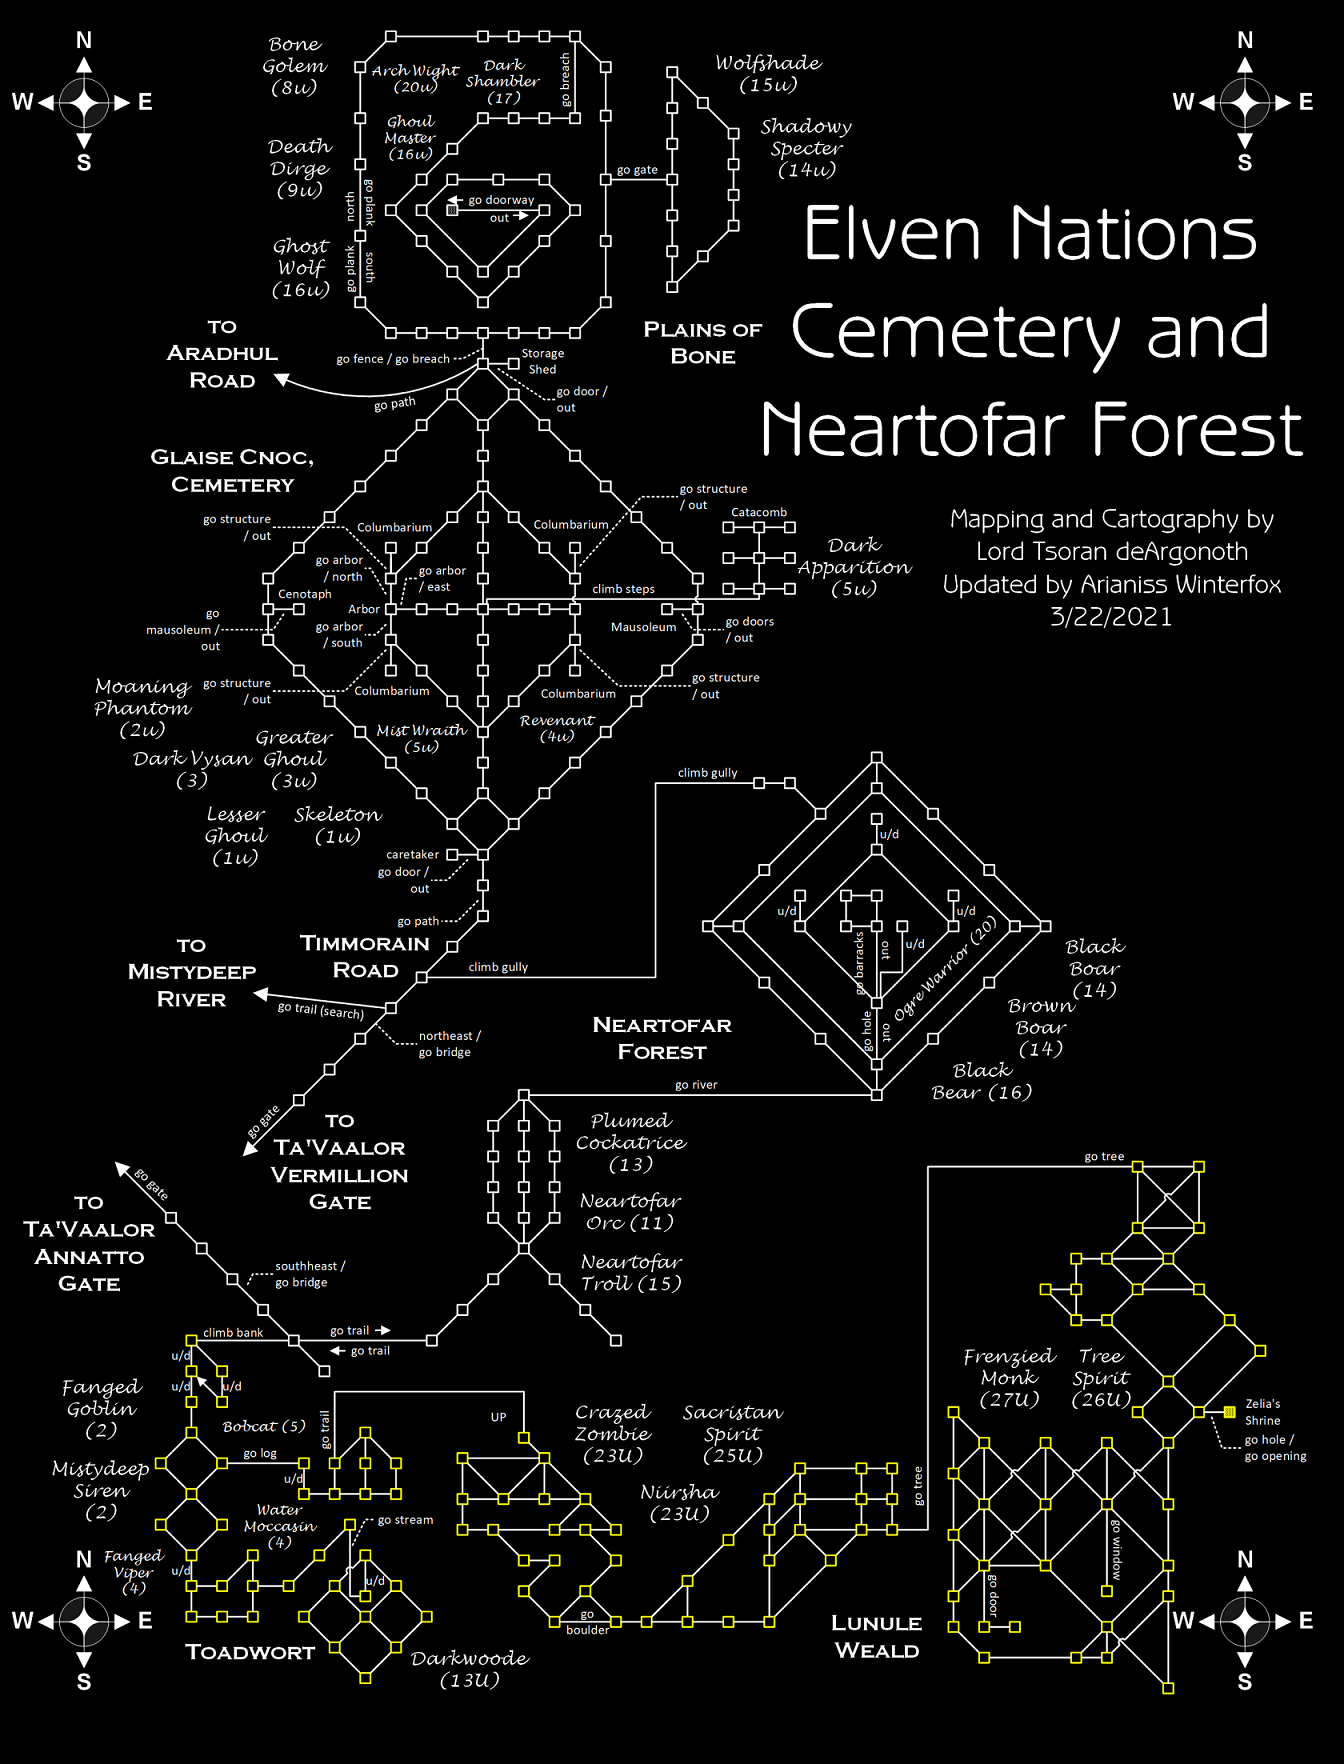 N
W
E
S
N
W
E
S
Elven Nations
Cemetery and
Neartofar Forest
Mapping and Cartography by
Lord Tsoran deArgonoth
Updated by Arianiss Winterfox
3/22/2021
Bone
Golem
(8u)
Arch Wight
(20u)
Dark
Shambler
(17)
go breach
Ghoul
Master
(16u)
Wolfshade
(15u)
Shadowy
Specter
(14u)
Death
Dirge
(9u)
north
go plank
go plank
south
go gate
go doorway
out
Ghost
Wolf
(16u)
Plains of
Bone
to
Aradhul
Road
go fence / go breach
Storage
Shed
go door /
out
go path
Glaise Cnoc,
Cemetery
go structure
/ out
Columbarium
Columbarium
go structure
/ out
Catacomb
Dark
Apparition
(5u)
go arbor
/ north
go arbor
/ east
climb steps
Cenotaph
Arbor
go
mausoleum /
out
go arbor
/ south
Mausoleum
go doors
/ out
go structure
/ out
Columbarium
Columbarium
go structure
/ out
Moaning
Phantom
(2u)
Mist Wraith
(5u)
Revenant
(4u)
Dark Vysan
(3)
Greater
Ghoul
(3u)
Lesser
Ghoul
(1u)
Skeleton
(1u)
caretaker
go door /
out
go path
climb gully
u/d
u/d
u/d
u/d
go barracks
out
go hole
out
Ogre Warrior (20)
Black
Boar
(14)
Brown
Boar
(14)
Black
Bear (16)
to
Mistydeep
River
Timmorain
Road
climb gully
go trail (search)
northeast /
go bridge
Neartofar
Forest
go gate
to
Ta'Vaalor
Vermillion
Gate
go river
Plumed
Cockatrice
(13)
Neartofar
Orc (11)
Neartofar
Troll (15)
go gate
to
Ta'Vaalor
Annatto
Gate
southeast /
go bridge
climb bank
go trail
go trail
u/d
u/d
u/d
Fanged
Goblin
(2)
Bobcat (5)
go log
u/d
go trail
Mistydeep
Siren
(2)
Water
Moccasin
(4)
go stream
Fanged
Viper
(4)
u/d
u/d
Toadwort
Darkwoode
(13U)
UP
Crazed
Zombie
(23U)
Sacristan
Spirit
(25U)
Niirsha
(23U)
go
boulder
go tree
go tree
Frenzied
Monk
(27U)
Tree
Spirit
(26U)
Zelia's
Shrine
go hole /
go opening
go window
go door
Lunule
Weald
N
W
E
S
N
W
E
S